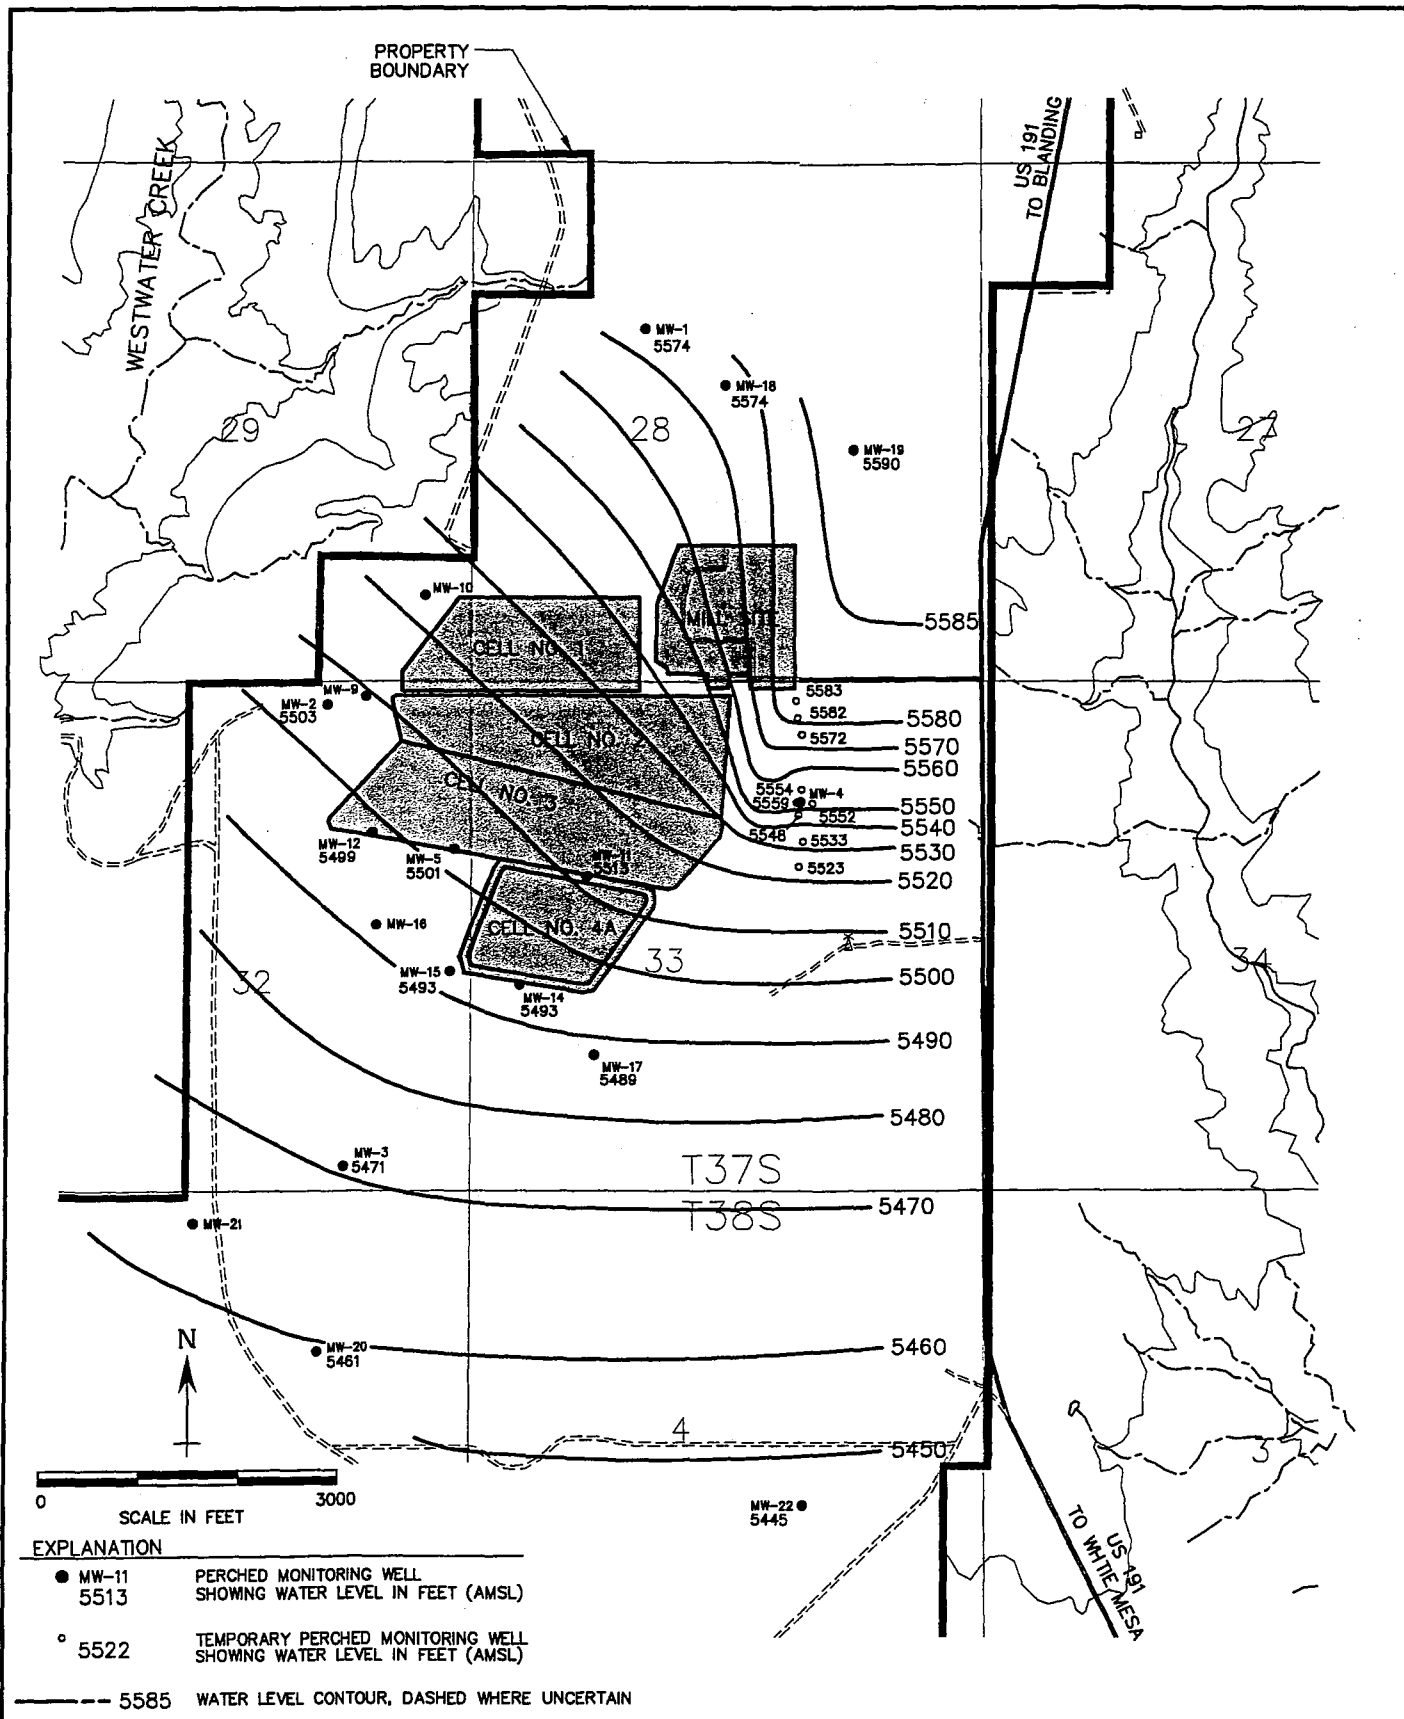 PROPERTY
BOUNDARY
US 191
TO BLANDING
WESTWATER CREEK
MW-1
5574
MW-18
5574
29
28
27
MW-19
5590
MW-10
MILL SITE
5585
CELL NO. 1
MW-9
MW-2
5503
5583
5582
5572
5580
5570
5560
CELL NO. 2
CELL NO. 3
5554
MW-4
5559
5552
5548
5550
5540
5533
5530
5523
5520
MW-12
5499
MW-5
5501
MW-11
5513
MW-16
CELL NO. 4A
5510
33
34
5500
MW-15
5493
32
MW-14
5493
5490
MW-17
5489
5480
MW-3
5471
T37S
T38S
5470
MW-21
N
MW-20
5461
5460
4
5450
3
0
3000
SCALE IN FEET
MW-22
5445
US 191
TO WHTIE MESA
EXPLANATION
MW-11
5513
PERCHED MONITORING WELL
SHOWING WATER LEVEL IN FEET (AMSL)
5522
TEMPORARY PERCHED MONITORING WELL
SHOWING WATER LEVEL IN FEET (AMSL)
5585 WATER LEVEL CONTOUR, DASHED WHERE UNCERTAIN